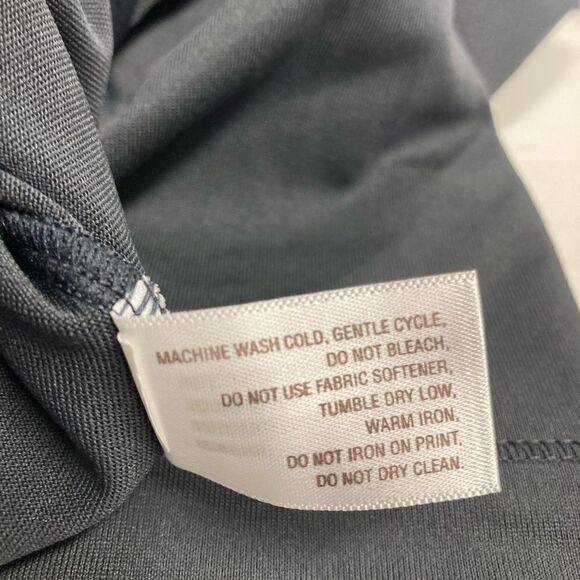 MACHINE WASH COLD, GENTLE CYCLE,
DO NOT BLEACH,
DO NOT USE FABRIC SOFTENER,
TUMBLE DRY LOW,
WARM IRON.
DO NOT IRON ON PRINT.
DO NOT DRY CLEAN.